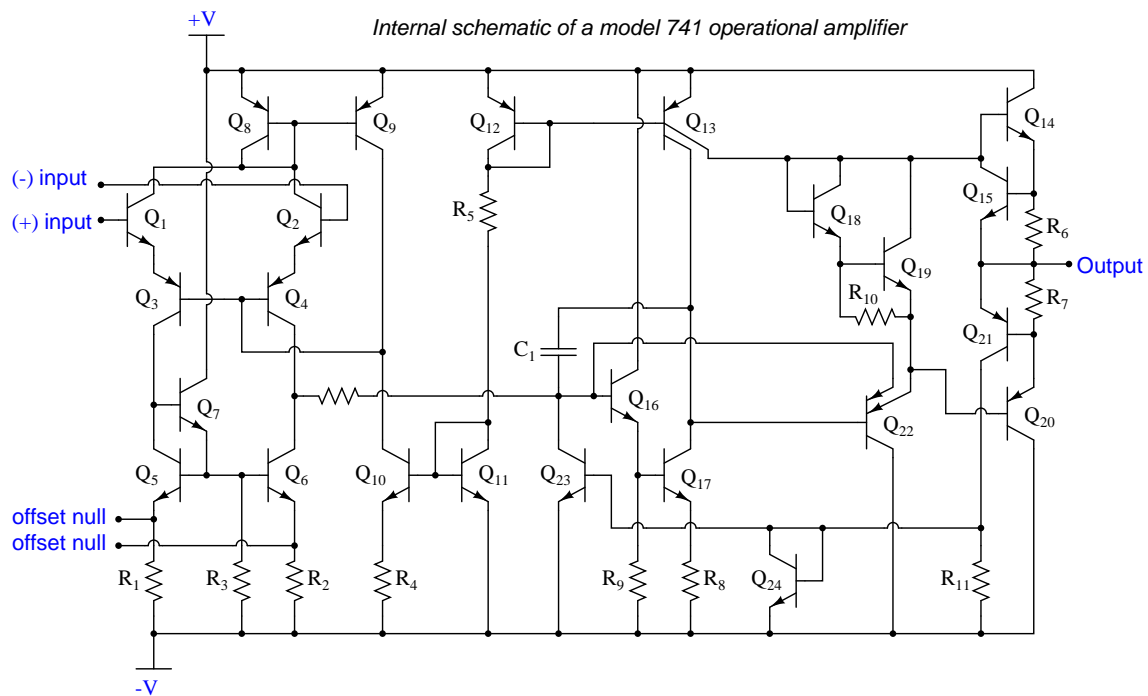 +V
Internal schematic of a model 741 operational amplifier
Q8
Q9
Q12
Q13
Q14
(-) input
(+) input
Q1
Q2
R5
Q18
Q15
R6
Q19
Output
Q3
Q4
R10
R7
C1
Q21
Q7
Q16
Q22
Q20
Q5
Q6
Q10
Q11
Q23
Q17
offset null
offset null
R1
R3
R2
R4
R9
R8
Q24
R11
-V